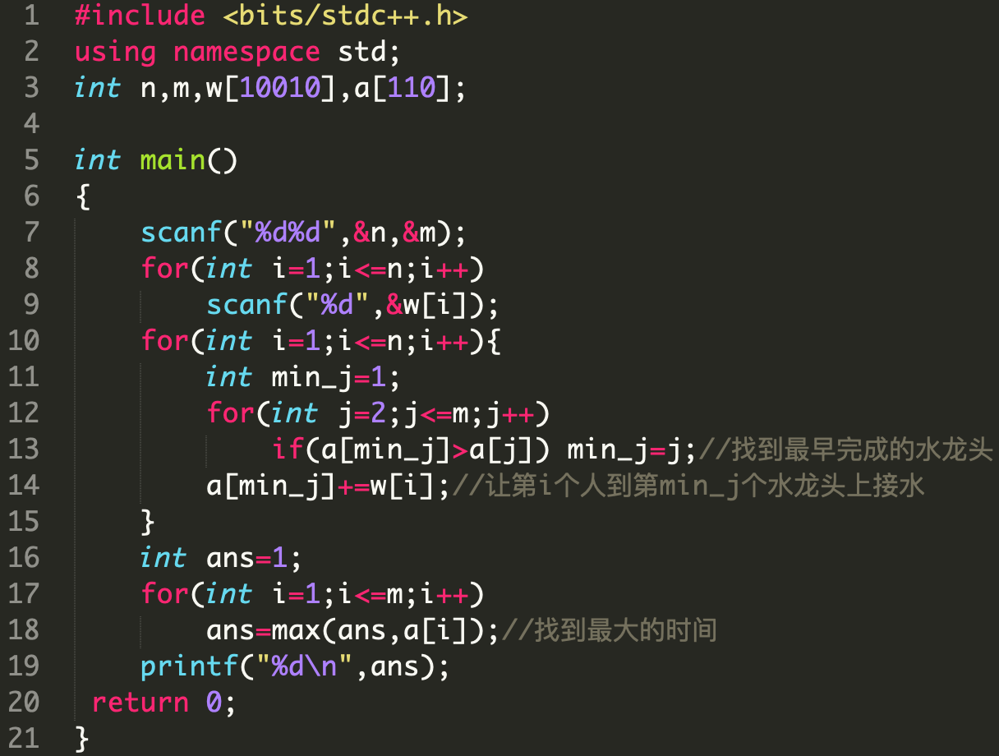 1 #include <bits/stdc++.h>
2 using namespace std;
3 int n,m,w[10010],a[110];
4
5 int main()
6 {
7     scanf("%d%d",&n,&m);
8     for(int i=1;i<=n;i++)
9         scanf("%d",&w[i]);
10     for(int i=1;i<=n;i++){
11         int min_j=1;
12         for(int j=2;j<=m;j++)
13             if(a[min_j]>a[j]) min_j=j;//找到最早完成的水龙头
14         a[min_j]+=w[i];//让第i个人到第min_j个水龙头上接水
15     }
16     int ans=1;
17     for(int i=1;i<=m;i++)
18         ans=max(ans,a[i]);//找到最大的时间
19     printf("%d\n",ans);
20  return 0;
21 }